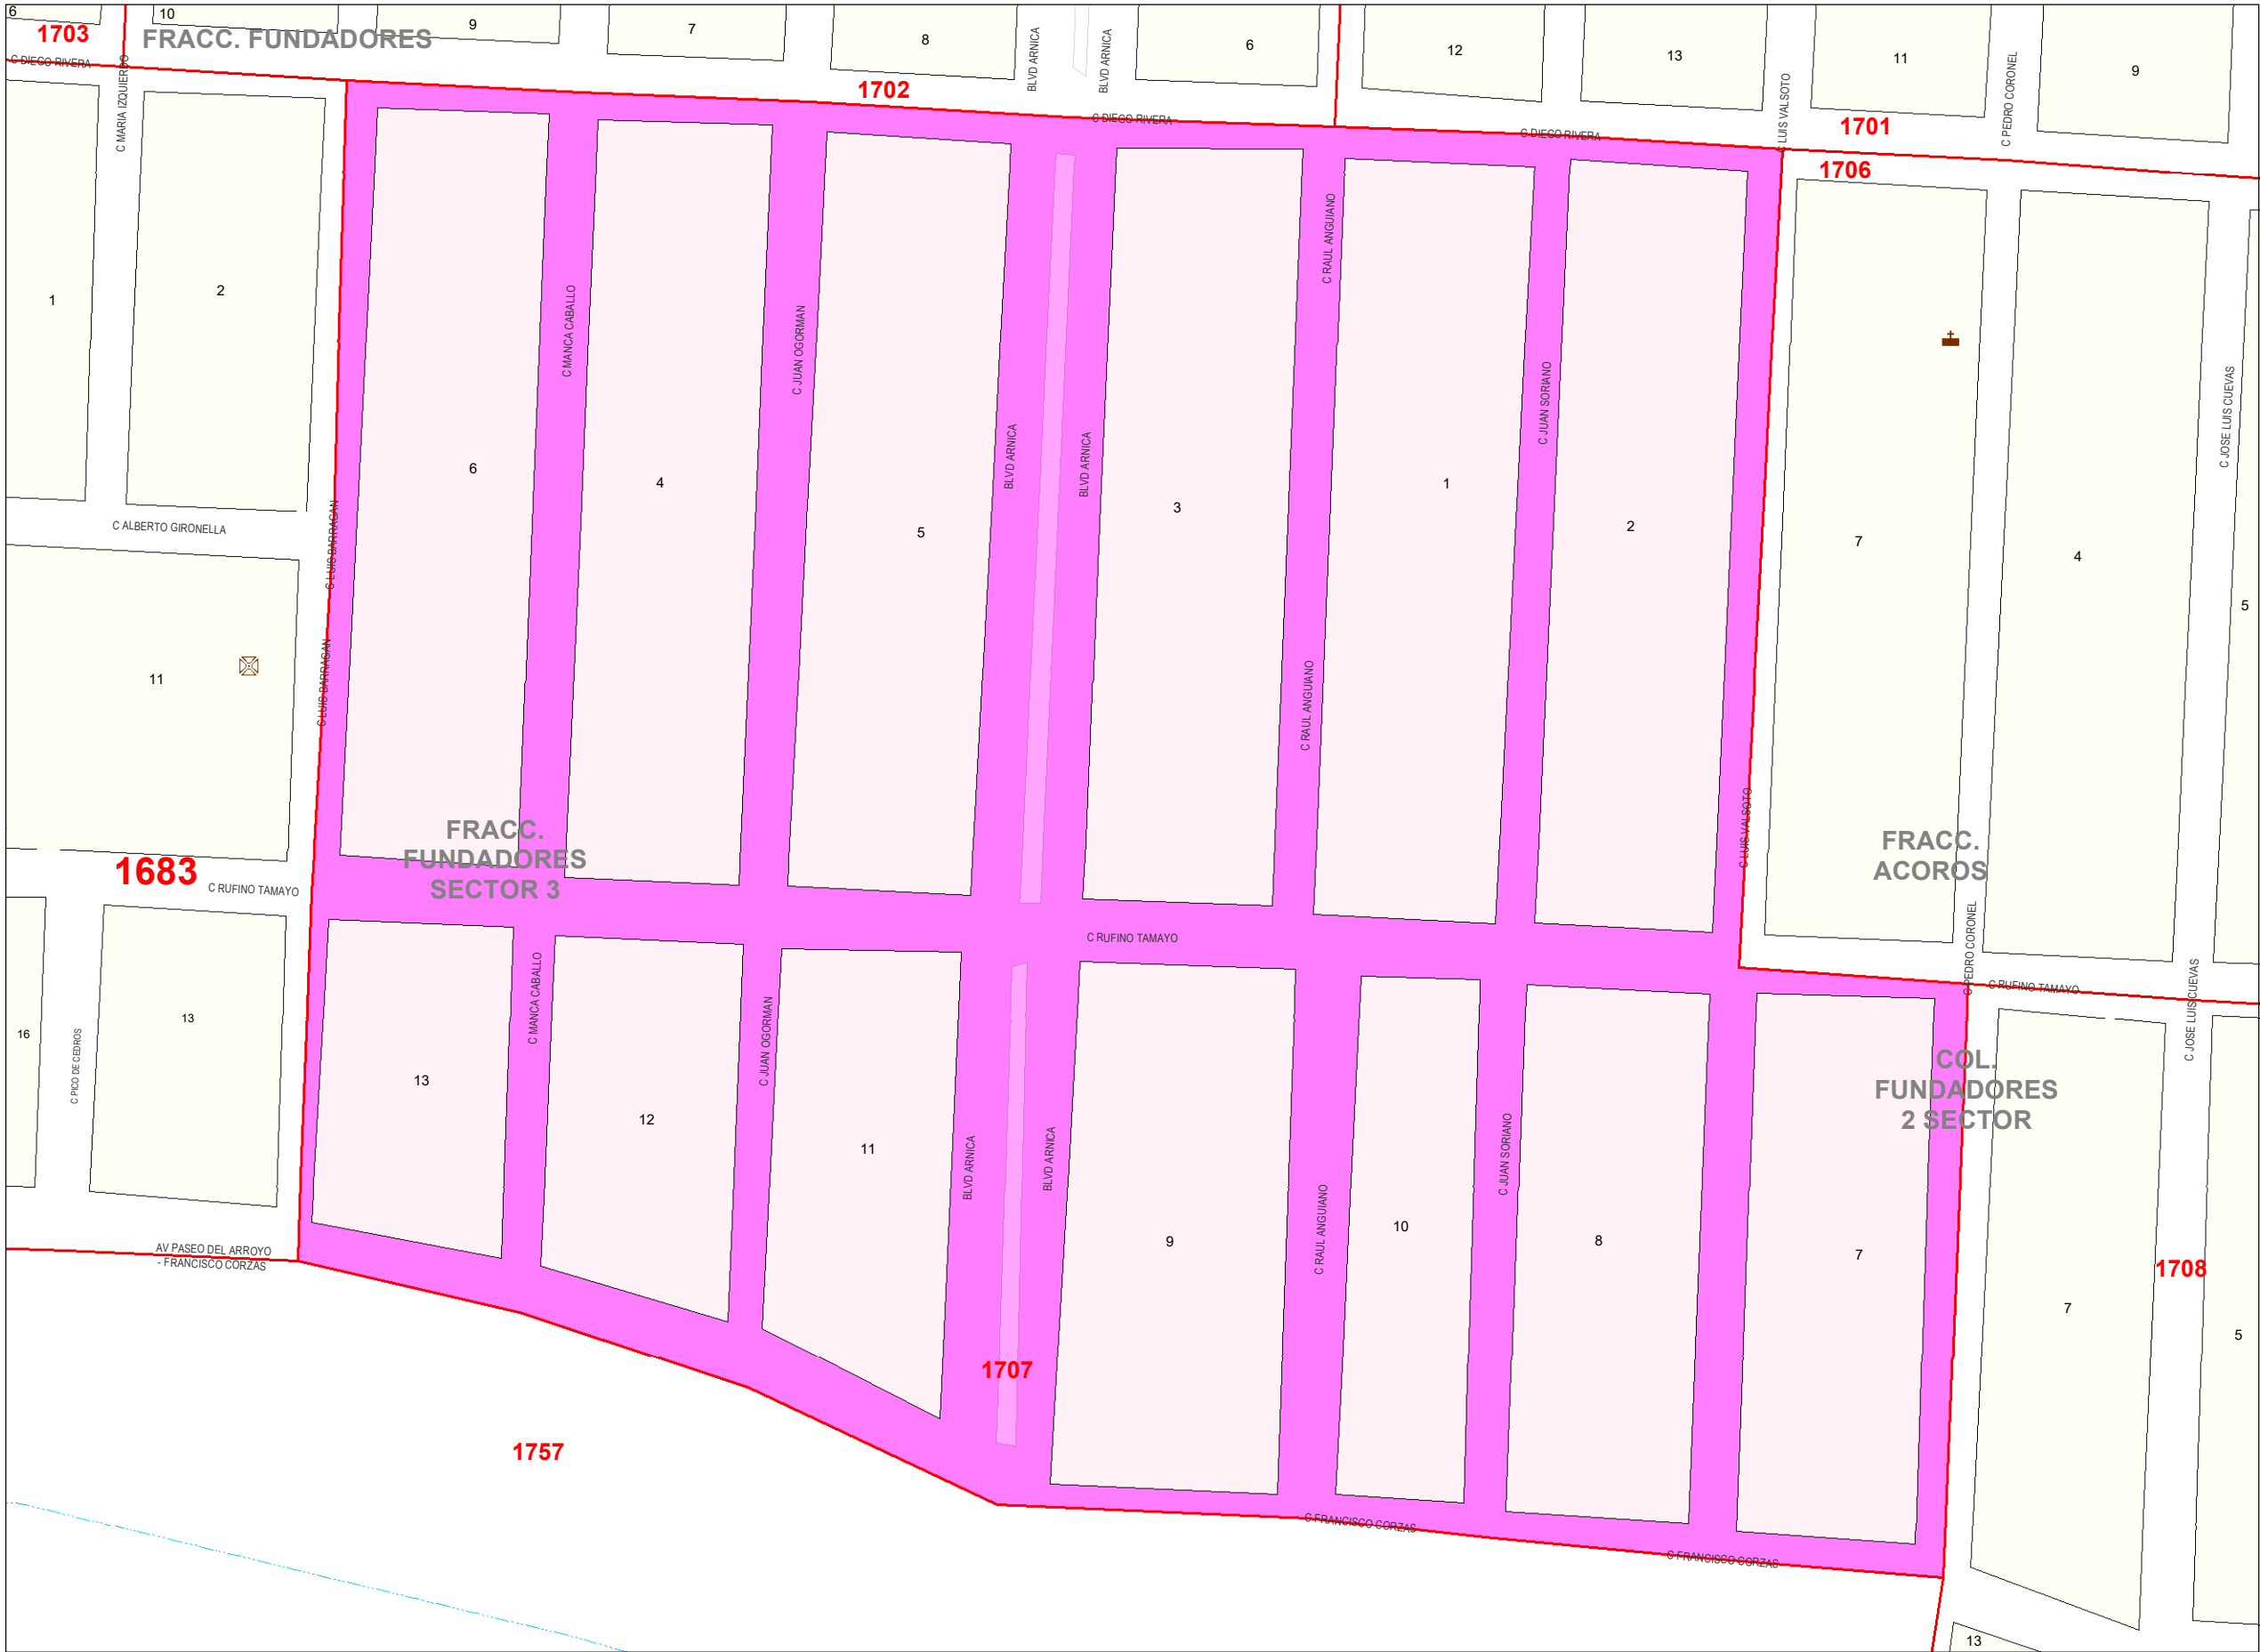 6
10
9
7
8
6
12
13
11
9
1703
FRACC. FUNDADORES
C DIEGO RIVERA
C MARIA IZQUIERDO
BLVD ARNICA
BLVD ARNICA
1702
C DIEGO RIVERA
C DIEGO RIVERA
C LUIS VALSOTO
1701
C PEDRO CORONEL
1706
1
2
C MANCA CABALLO
C JUAN OGORMAN
C RAUL ANGUIANO
C JUAN SORIANO
C JOSE LUIS CUEVAS
6
4
5
BLVD ARNICA
BLVD ARNICA
3
1
2
7
4
5
C ALBERTO GIRONELLA
C LUIS BARRAGAN
C LUIS BARRAGAN
11
C RAUL ANGUIANO
C LUIS VALSOTO
FRACC.
FUNDADORES
SECTOR 3
FRACC.
ACOROS
1683
C RUFINO TAMAYO
C RUFINO TAMAYO
C PEDRO CORONEL
C RUFINO TAMAYO
16
C PICO DE CEDROS
13
C MANCA CABALLO
C JUAN OGORMAN
C JOSE LUIS CUEVAS
COL.
FUNDADORES
2 SECTOR
13
12
11
BLVD ARNICA
BLVD ARNICA
9
C RAUL ANGUIANO
10
C JUAN SORIANO
8
7
7
1708
5
AV PASEO DEL ARROYO
- FRANCISCO CORZAS
1707
1757
C FRANCISCO CORZAS
C FRANCISCO CORZAS
13